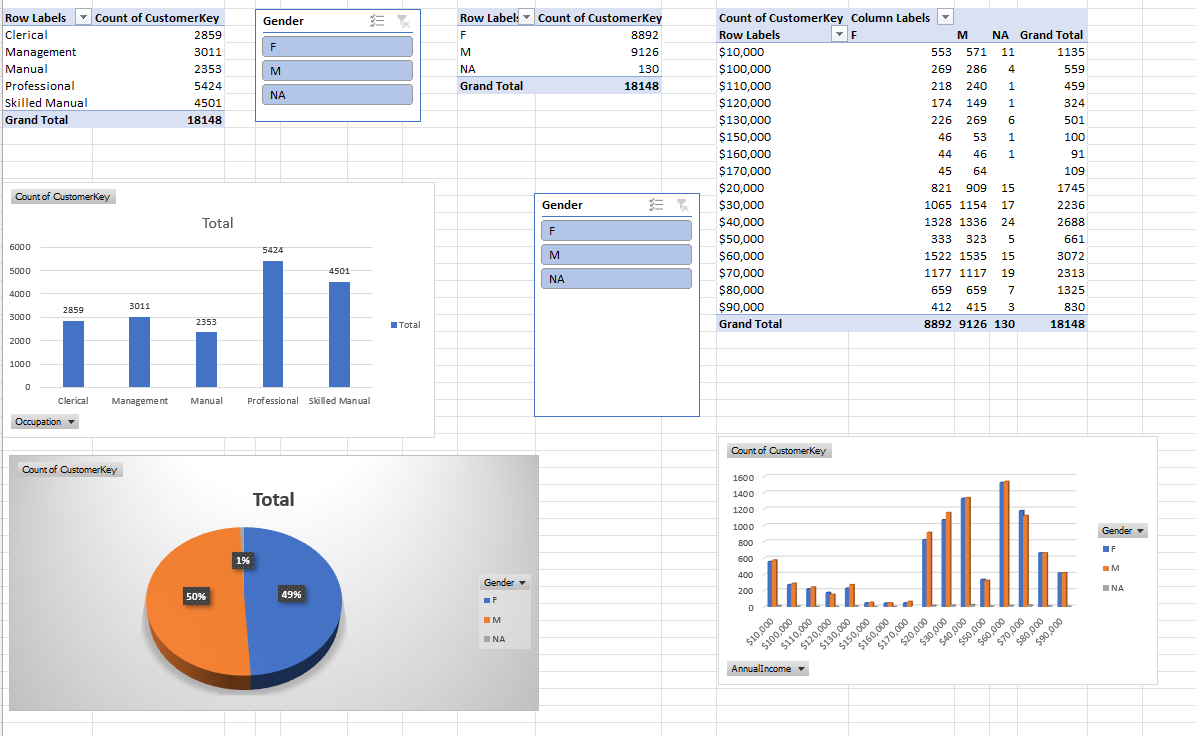 Row Labels Count of CustomerKey
Clerical 2859
Management 3011
Manual 2353
Professional 5424
Skilled Manual 4501
Grand Total 18148
Gender
F
M
NA
Row Labels Count of CustomerKey
F 8892
M 9126
NA 130
Grand Total 18148
Count of CustomerKey Column Labels
Row Labels F M NA Grand Total
$10,000 553 571 11 1135
$100,000 269 286 4 559
$110,000 218 240 1 459
$120,000 174 149 1 324
$130,000 226 269 6 501
$150,000 46 53 1 100
$160,000 44 46 1 91
$170,000 45 64 109
$20,000 821 909 15 1745
$30,000 1065 1154 17 2236
$40,000 1328 1336 24 2688
$50,000 333 323 5 661
$60,000 1522 1535 15 3072
$70,000 1177 1117 19 2313
$80,000 659 659 7 1325
$90,000 412 415 3 830
Grand Total 8892 9126 130 18148
Count of CustomerKey
Total
6000
5000
4000
3000
2000
1000
0
2859
3011
2353
5424
4501
Total
Clerical Management Manual Professional Skilled Manual
Occupation
Gender
F
M
NA
Count of CustomerKey
Total
1%
50%
49%
Gender
F
M
NA
Count of CustomerKey
1600
1400
1200
1000
800
600
400
200
0
$10,000 $100,000 $110,000 $120,000 $130,000 $150,000 $160,000 $170,000 $20,000 $30,000 $40,000 $50,000 $60,000 $70,000 $80,000 $90,000
Gender
F
M
NA
AnnualIncome